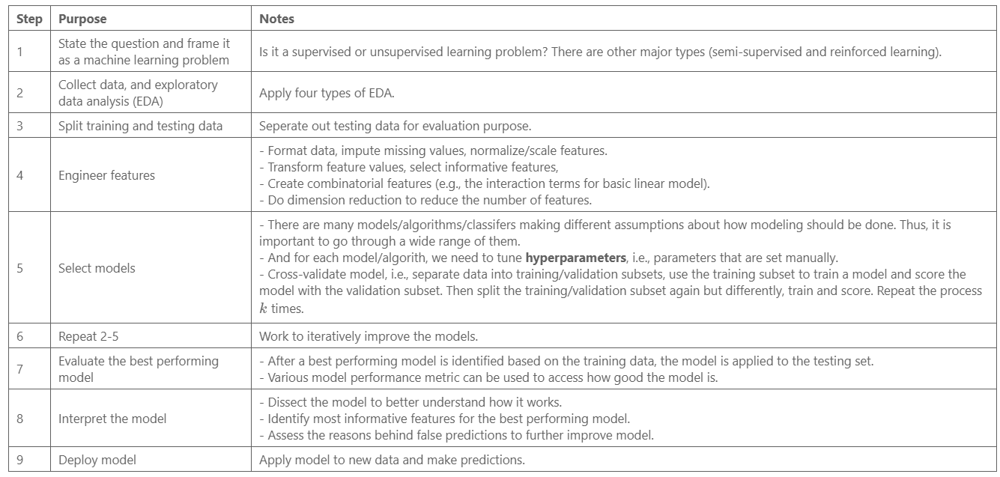 Step Purpose Notes
1
State the question and frame it
as a machine learning problem
Is it a supervised or unsupervised learning problem? There are other major types (semi-supervised and reinforced learning).
2
Collect data, and exploratory
data analysis (EDA)
Apply four types of EDA.
3 Split training and testing data Seperate out testing data for evaluation purpose.
4
Engineer features
- Format data, impute missing values, normalize/scale features.
- Transform feature values, select informative features,
- Create combinatorial features (e.g., the interaction terms for basic linear model).
- Do dimension reduction to reduce the number of features.
5
Select models
- There are many models/algorithms/classifers making different assumptions about how modeling should be done. Thus, it is
important to go through a wide range of them.
- And for each model/algorith, we need to tune hyperparameters, i.e., parameters that are set manually.
- Cross-validate model, i.e., separate data into training/validation subsets, use the training subset to train a model and score the
model with the validation subset. Then split the training/validation subset again but differently, train and score. Repeat the process
k times.
6 Repeat 2-5 Work to iteratively improve the models.
7
Evaluate the best performing
model
- After a best performing model is identified based on the training data, the model is applied to the testing set.
- Various model performance metric can be used to access how good the model is.
8
Interpret the model
- Dissect the model to better understand how it works.
- Identify most informative features for the best performing model.
- Assess the reasons behind false predictions to further improve model.
9 Deploy model Apply model to new data and make predictions.